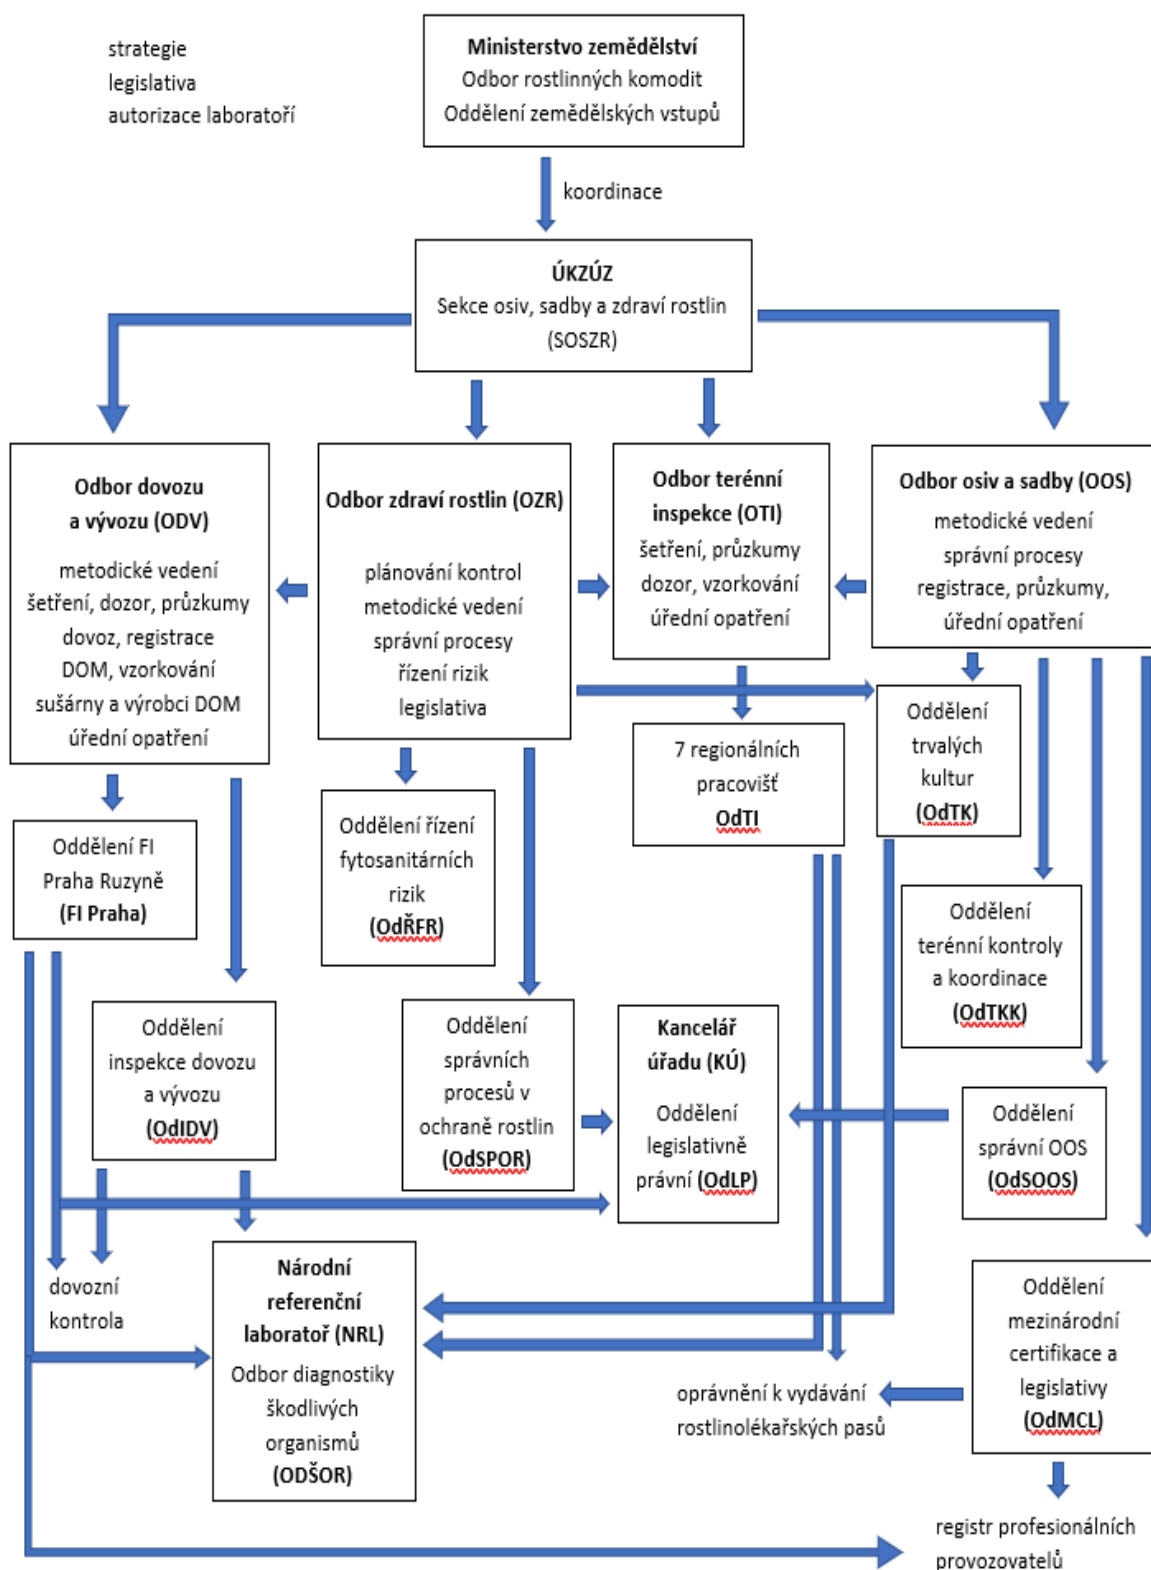 strategie
legislativa
autorizace laboratoří
Ministerstvo zemědělství
Odbor rostlinných komodit
Oddělení zemědělských vstupů
koordinace
ÚKZÚZ
Sekce osiv, sadby a zdraví rostlin
(SOSZR)
Odbor dovozu
a vývozu (ODV)
metodické vedení
šetření, dozor, průzkumy
dovoz, registrace
DOM, vzorkování
sušárny a výrobci DOM
úřední opatření
Odbor zdraví rostlin (OZR)
plánování kontrol
metodické vedení
správní procesy
řízení rizik
legislativa
Odbor terénní
inspekce (OTI)
šetření, průzkumy
dozor, vzorkování
úřední opatření
Odbor osiv a sadby (OOS)
metodické vedení
správní procesy
registrace, průzkumy,
úřední opatření
Oddělení FI
Praha Ruzyně
(FI Praha)
Oddělení řízení
fytosanitárních
rizik
(OdŘFR)
7 regionálních
pracovišť
OdTI
Oddělení
trvalých
kultur
(OdTK)
Oddělení
terénní kontroly
a koordinace
(OdTKK)
Oddělení
inspekce dovozu
a vývozu
(OdIDV)
Oddělení
správních
procesů v
ochraně rostlin
(OdSPOR)
Kancelář
úřadu (KÚ)
Oddělení
legislativně
právní (OdLP)
Oddělení
správní OOS
(OdSOOS)
dovozní
kontrola
Národní
referenční
laboratoř (NRL)
Odbor diagnostiky
škodlivých
organismů
(ODŠOR)
oprávnění k vydávání
rostlinolékařských pasů
Oddělení
mezinárodní
certifikace a
legislativy
(OdMCL)
registr profesionálních
provozovatelů